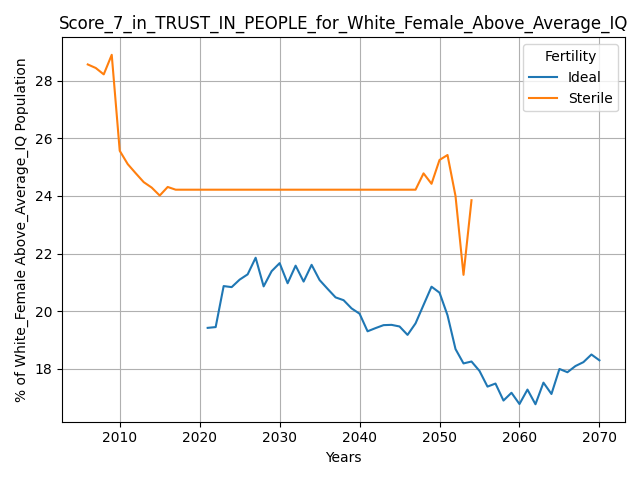 Score_7_in_TRUST_IN_PEOPLE_for_White_Female_Above_Average_IQ
% of White_Female Above_Average_IQ Population
28
26
24
22
20
18
Fertility
Ideal
Sterile
2010 2020 2030 2040 2050 2060 2070
Years